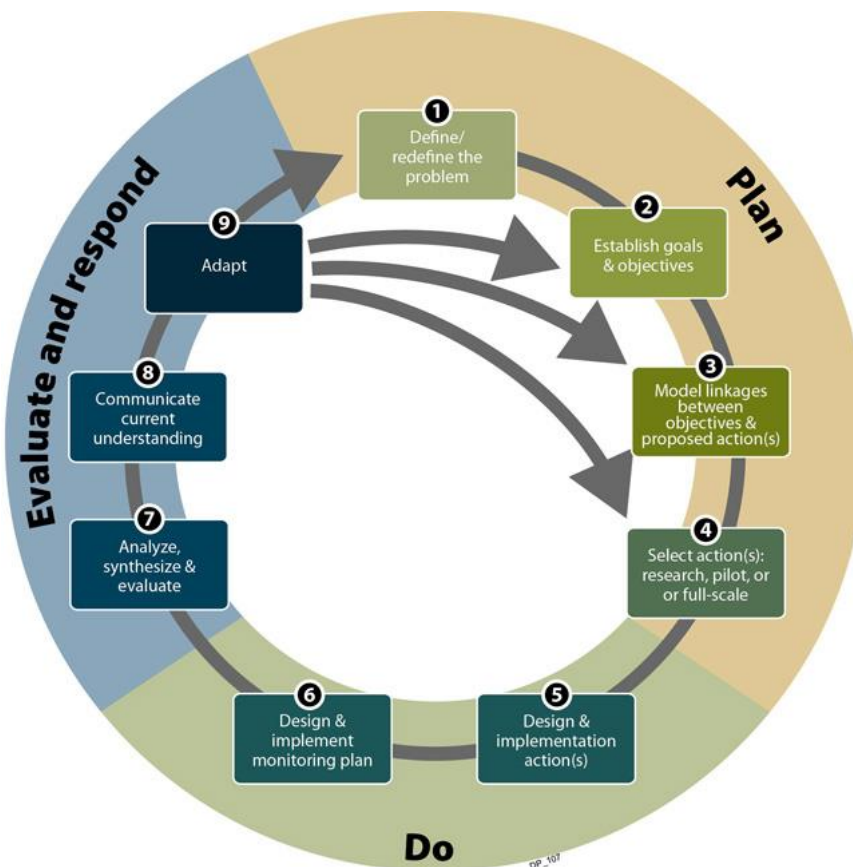 1
Define/
redefine the
problem
2
Establish goals
& objectives
3
Model linkages
between
objectives &
proposed action(s)
4
Select action(s):
research, pilot, or
or full-scale
5
Design &
implementation
action(s)
6
Design &
implement
monitoring plan
7
Analyze,
synthesize &
evaluate
8
Communicate
current
understanding
9
Adapt
Plan
Do
Evaluate and respond
DP_107